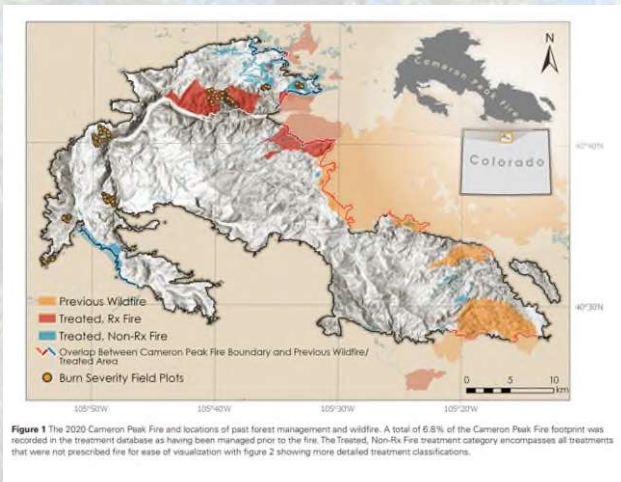 N
Cameron Peak Fire
Colorado
40°40'N
Previous Wildfire
Treated, Rx Fire
Treated, Non-Rx Fire
Overlap Between Cameron Peak Fire Boundary and Previous Wildfire/
Treated Area
Burn Severity Field Plots
40°30'N
0 5 10
km
105°50'W 105°40'W 105°30'W 105°20'W
Figure 1 The 2020 Cameron Peak Fire and locations of past forest management and wildfire. A total of 6.8% of the Cameron Peak Fire footprint was
recorded in the treatment database as having been managed prior to the fire. The Treated, Non-Rx Fire treatment category encompasses all treatments
that were not prescribed fire for ease of visualization with figure 2 showing more detailed treatment classifications.